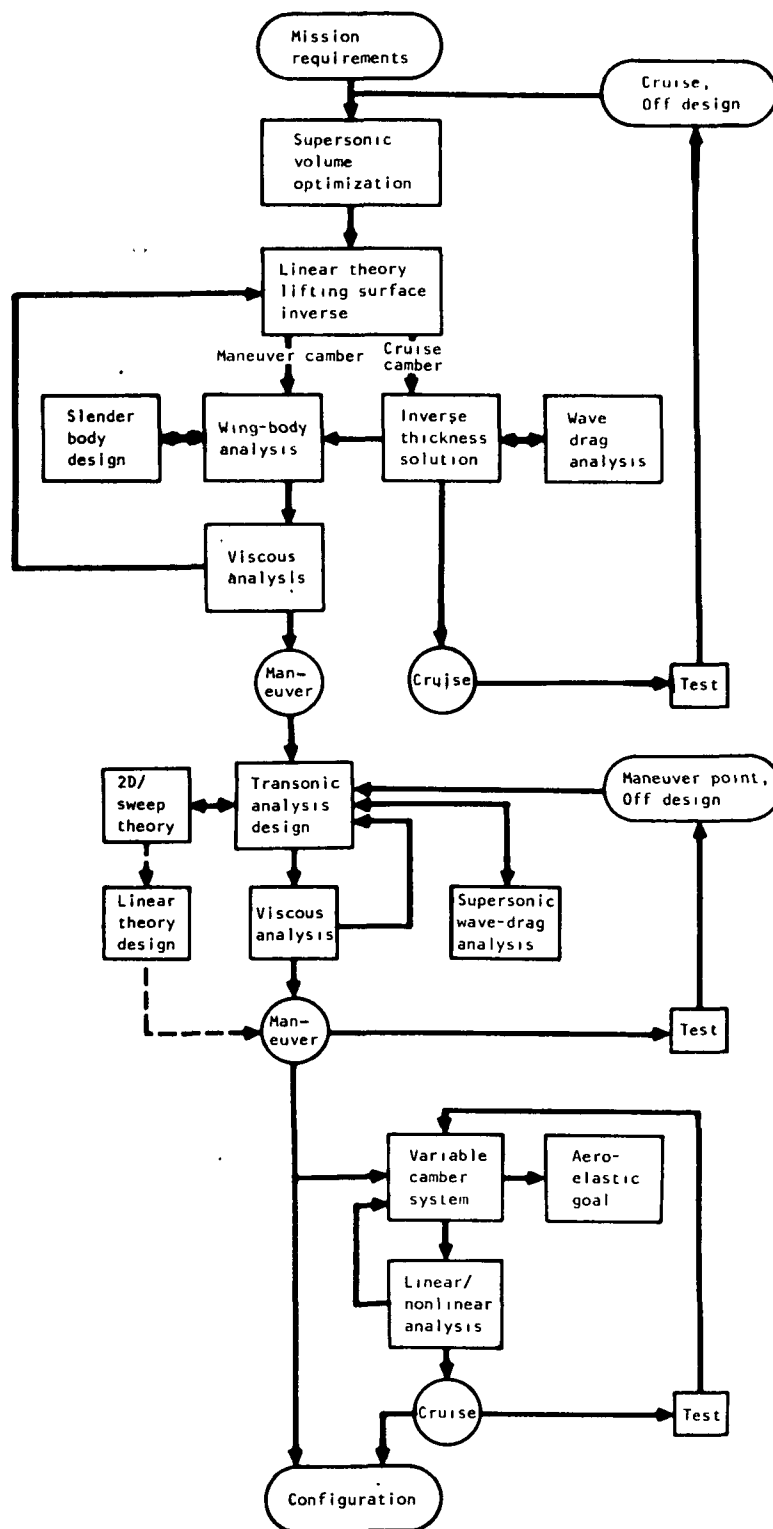 Mission
requirements
Cruise,
Off design
Supersonic
volume
optimization
Linear theory
lifting surface
inverse
Maneuver camber
Cruise
camber
Slender
body
design
Wing-body
analysis
Inverse
thickness
solution
Wave
drag
analysis
Viscous
analysis
Man-
euver
Cruise
Test
2D/
sweep
theory
Transonic
analysis
design
Maneuver point,
Off design
Linear
theory
design
Viscous
analysis
Supersonic
wave-drag
analysis
Man-
euver
Test
Variable
camber
system
Aero-
elastic
goal
Linear/
nonlinear
analysis
Cruise
Test
Configuration